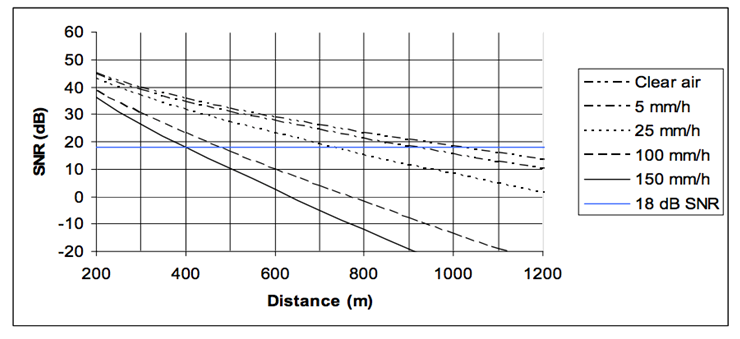 60
50
40
30
20
10
0
-10
-20
SNR (dB)
200
400
600
800
1000
1200
Distance (m)
Clear air
5 mm/h
25 mm/h
100 mm/h
150 mm/h
18 dB SNR